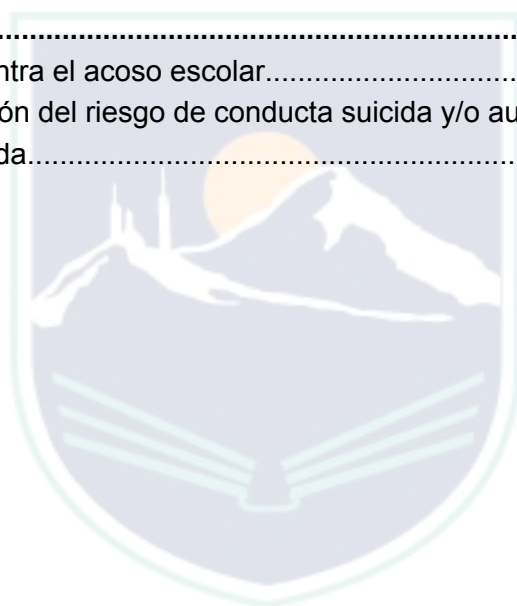 ................................................................
ntra el acoso escolar................................
ón del riesgo de conducta suicida y/o au
da............................................................